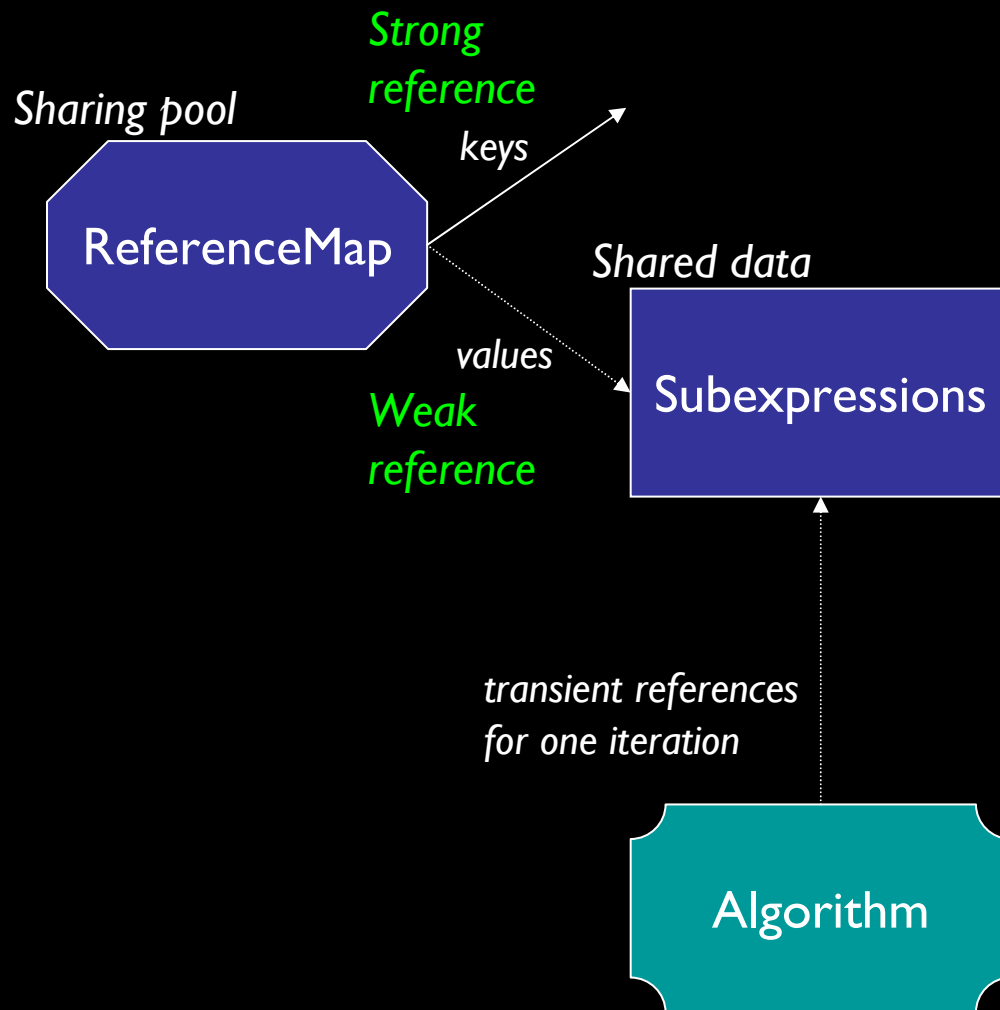 Strong
reference
Sharing pool
keys
ReferenceMap
Shared data
values
Subexpressions
Weak
reference
transient references
for one iteration
Algorithm